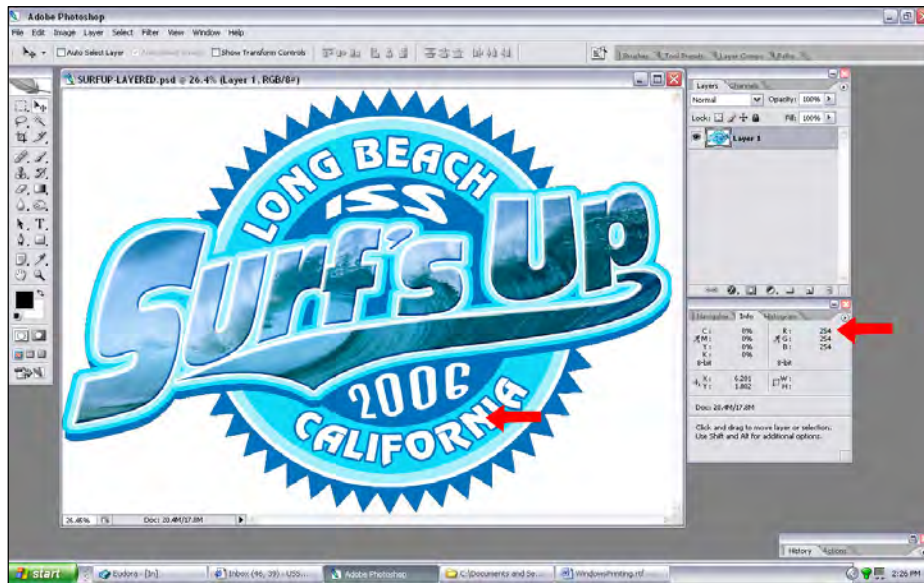 Adobe Photoshop
File Edit Image Layer Select Filter View Window Help
Auto Select Layer Show Transform Controls
SURFUP-LAYERED.psd @ 26.4% (Layer 1, RGB/8#)
LONG BEACH
ISS
Surf's Up
2006
CALIFORNIA
26.45% Doc: 20.4M/17.8M
Layers Channels
Normal Opacity: 100%
Lock: Fill: 100%
Layer 1
Navigator Info Histogram
C: 0% R: 254
M: 0% G: 254
Y: 0% B: 254
K: 0%
8-bit 8-bit
X: 6.201 W:
Y: 1.802 H:
Doc: 20.4M/17.8M
Click and drag to move layer or selection.
Use Shift and Alt for additional options.
History Actions
start Eudora - [In] Inbox (46, 39) - USS... Adobe Photoshop C:\Documents and Se... WindowsPrinting.rtf 2:26 PM